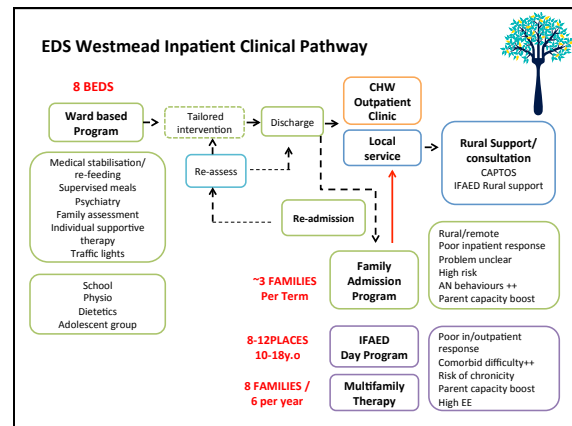 EDS Westmead Inpatient Clinical Pathway
8 BEDS
Ward based
Program
Tailored
intervention
Discharge
CHW
Outpatient
Clinic
Local
service
Rural Support/
consultation
CAPTOS
IFAED Rural support
Re-assess
Re-admission
Medical stabilisation/
re-feeding
Supervised meals
Psychiatry
Family assessment
Individual supportive
therapy
Traffic lights
School
Physio
Dietetics
Adolescent group
~3 FAMILIES
Per Term
Family
Admission
Program
Rural/remote
Poor inpatient response
Problem unclear
High risk
AN behaviours ++
Parent capacity boost
8-12PLACES
10-18y.o
IFAED
Day Program
8 FAMILIES /
6 per year
Multifamily
Therapy
Poor in/outpatient
response
Comorbid difficulty++
Risk of chronicity
Parent capacity boost
High EE